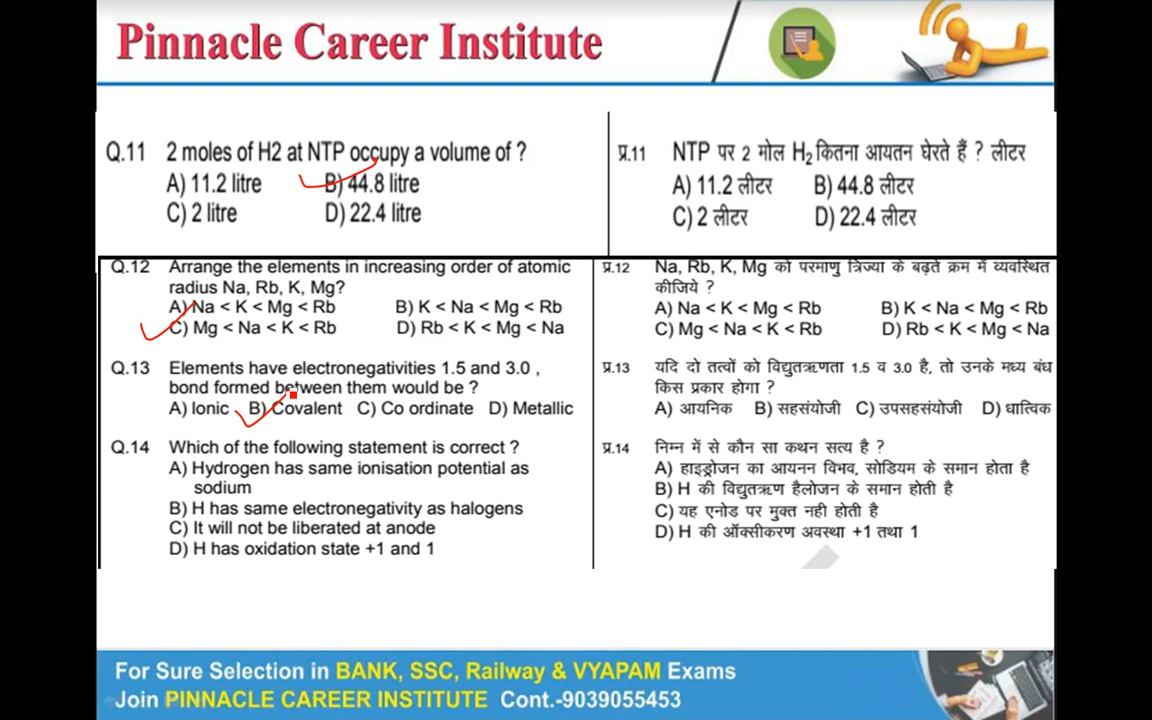 Pinnacle Career Institute
Q.11 2 moles of H2 at NTP occupy a volume of ?
A) 11.2 litre B) 44.8 litre
C) 2 litre D) 22.4 litre
प्र.11 NTP पर 2 मोल H₂ कितना आयतन घेरते हैं ? लीटर
A) 11.2 लीटर B) 44.8 लीटर
C) 2 लीटर D) 22.4 लीटर
Q.12 Arrange the elements in increasing order of atomic
radius Na, Rb, K, Mg?
A) Na < K < Mg < Rb B) K < Na < Mg < Rb
C) Mg < Na < K < Rb D) Rb < K < Mg < Na
Q.13 Elements have electronegativities 1.5 and 3.0 ,
bond formed between them would be ?
A) Ionic B) Covalent C) Co ordinate D) Metallic
Q.14 Which of the following statement is correct ?
A) Hydrogen has same ionisation potential as
sodium
B) H has same electronegativity as halogens
C) It will not be liberated at anode
D) H has oxidation state +1 and 1
प्र.12 Na, Rb, K, Mg को परमाणु त्रिज्या के बढ़ते क्रम में व्यवस्थित
कीजिये ?
A) Na < K < Mg < Rb B) K < Na < Mg < Rb
C) Mg < Na < K < Rb D) Rb < K < Mg < Na
प्र.13 यदि दो तत्वों को विद्युतऋणता 1.5 व 3.0 है, तो उनके मध्य बंध
किस प्रकार होगा ?
A) आयनिक B) सहसंयोजी C) उपसहसंयोजी D) धात्विक
प्र.14 निम्न में से कौन सा कथन सत्य है ?
A) हाइड्रोजन का आयनन विभव, सोडियम के समान होता है
B) H की विद्युतऋण हैलोजन के समान होती है
C) यह एनोड पर मुक्त नही होती है
D) H की ऑक्सीकरण अवस्था +1 तथा 1
For Sure Selection in BANK, SSC, Railway & VYAPAM Exams
Join PINNACLE CAREER INSTITUTE Cont.-9039055453